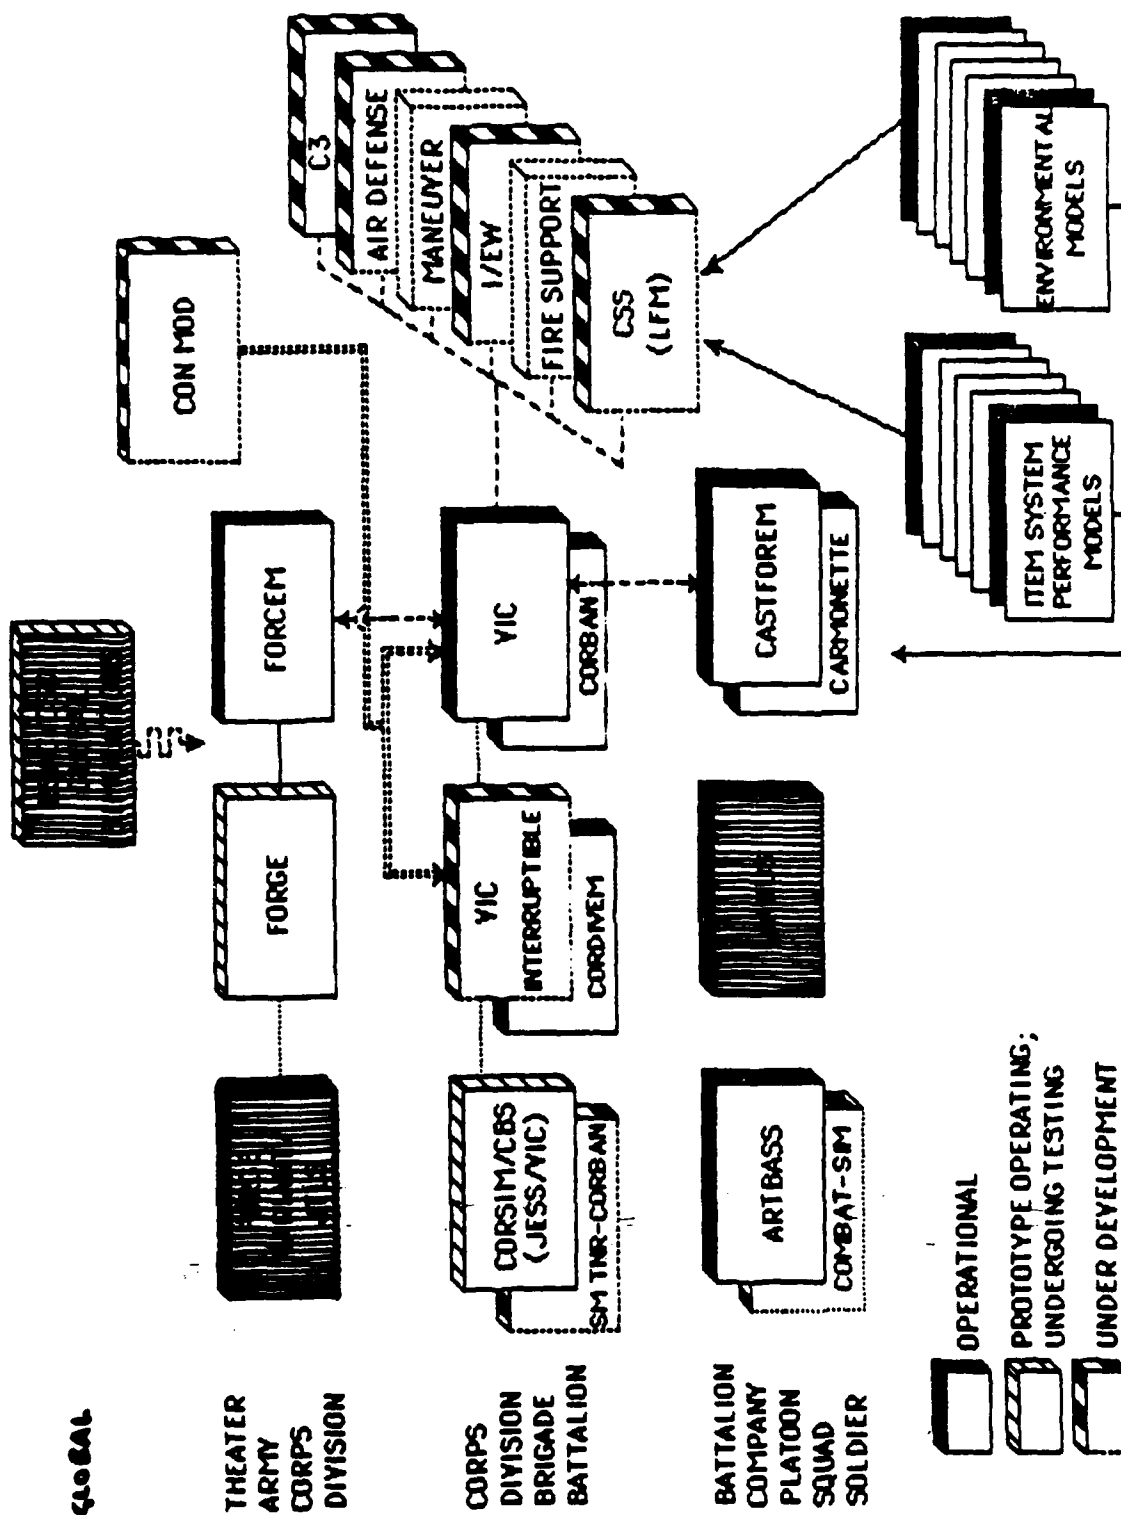 GLOBAL
THEATER
ARMY
CORPS
DIVISION
FORGE
FORCEM
CON MOD
C3
AIR DEFENSE
MANEUVER
I/EW
FIRE SUPPORT
CSS
(LFM)
CORPS
DIVISION
BRIGADE
BATTALION
CORSIM/CBS
(JESS/VIC)
SM TNR-CORBAN
VIC
INTERRUPTIBLE
CORDIVEM
VIC
CORBAN
BATTALION
COMPANY
PLATOON
SQUAD
SOLDIER
ARTBASS
COMBAT-SIM
CASTFOREM
CARMONETTE
ITEM SYSTEM
PERFORMANCE
MODELS
ENVIRONMENTAL
MODELS
OPERATIONAL
PROTOTYPE OPERATING;
UNDERGOING TESTING
UNDER DEVELOPMENT